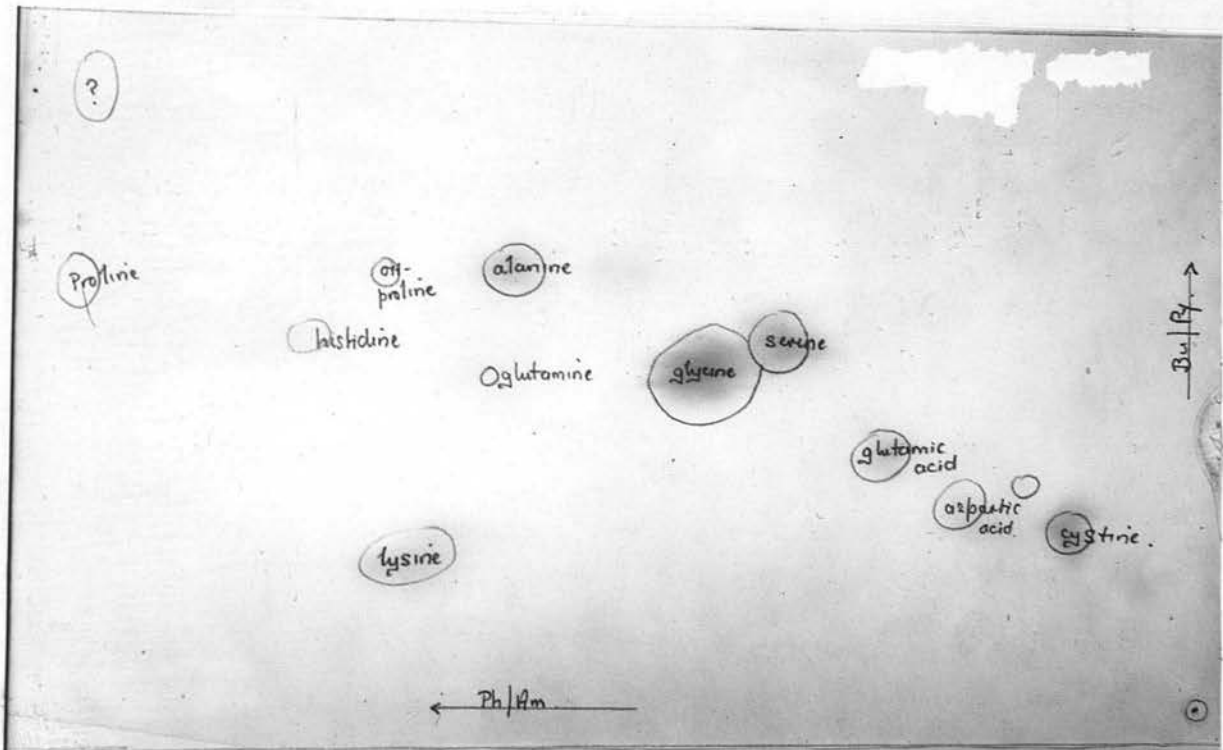 ?
Proline
OH-
proline
alanine
histidine
glutamine
glycine
serine
Bu/Py.
glutamic
acid
aspartic
acid.
cystine.
lysine
Ph/Am